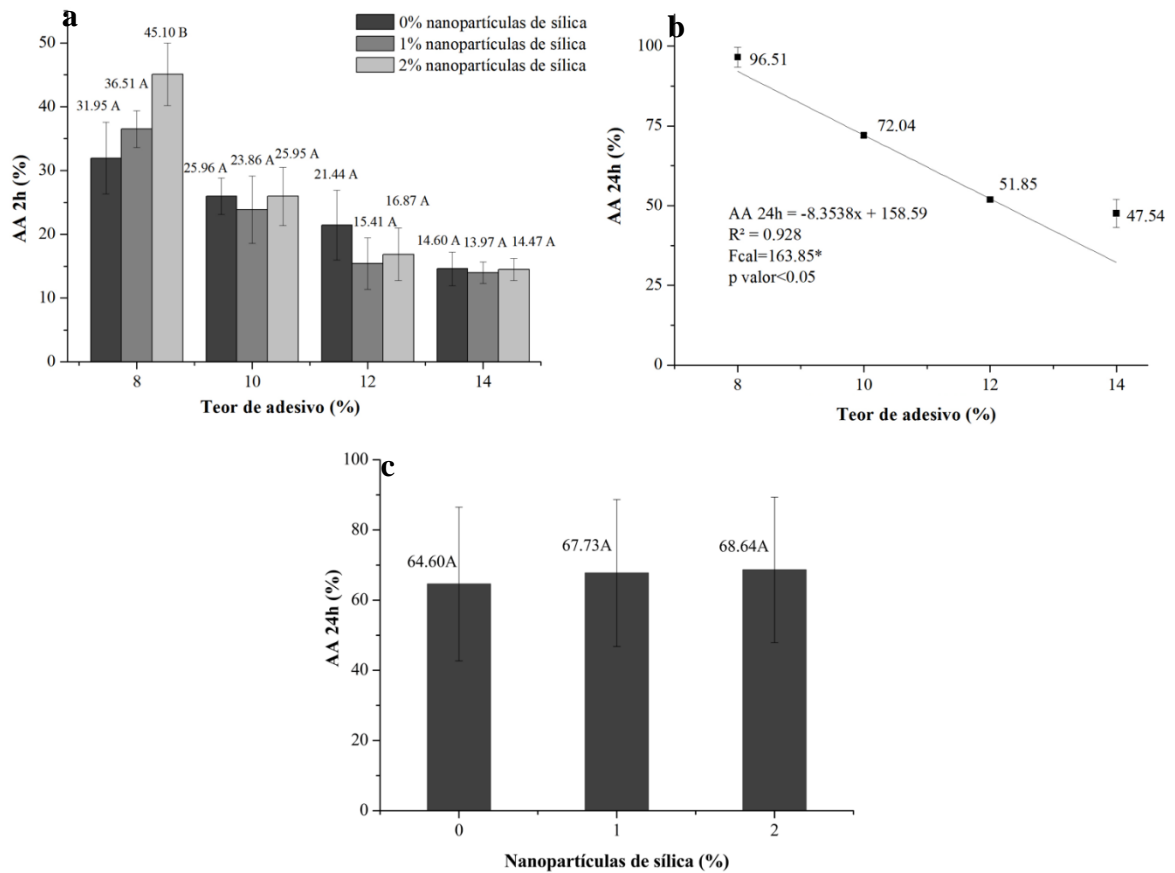 a
0% nanopartículas de sílica
1% nanopartículas de sílica
2% nanopartículas de sílica
AA 2h (%)
50
40
30
20
10
0
31.95 A
36.51 A
45.10 B
25.96 A
23.86 A
25.95 A
21.44 A
15.41 A
16.87 A
14.60 A
13.97 A
14.47 A
8
10
12
14
Teor de adesivo (%)
b
AA 24h (%)
100
75
50
25
0
96.51
72.04
51.85
47.54
AA 24h = -8.3538x + 158.59
R² = 0.928
Fcal=163.85*
p valor<0.05
8
10
12
14
Teor de adesivo (%)
c
AA 24h (%)
100
80
60
40
20
0
64.60A
67.73A
68.64A
0
1
2
Nanopartículas de sílica (%)